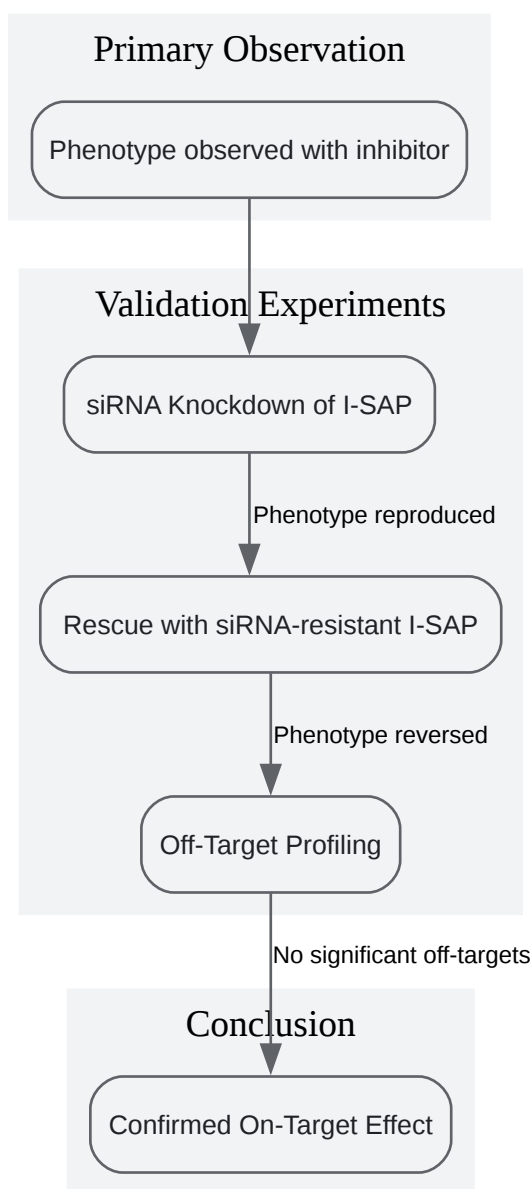 Primary Observation
Phenotype observed with inhibitor
Validation Experiments
siRNA Knockdown of I-SAP
Phenotype reproduced
Rescue with siRNA-resistant I-SAP
Phenotype reversed
Off-Target Profiling
No significant off-targets
Conclusion
Confirmed On-Target Effect